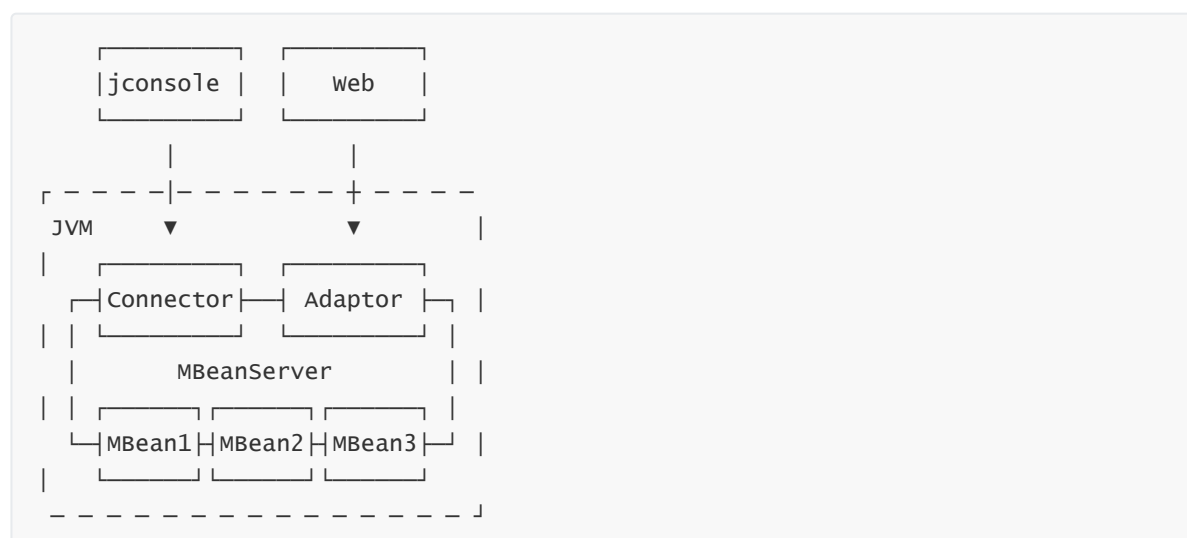 jconsole Web
JVM
Connector Adaptor
MBeanServer
MBean1 MBean2 MBean3